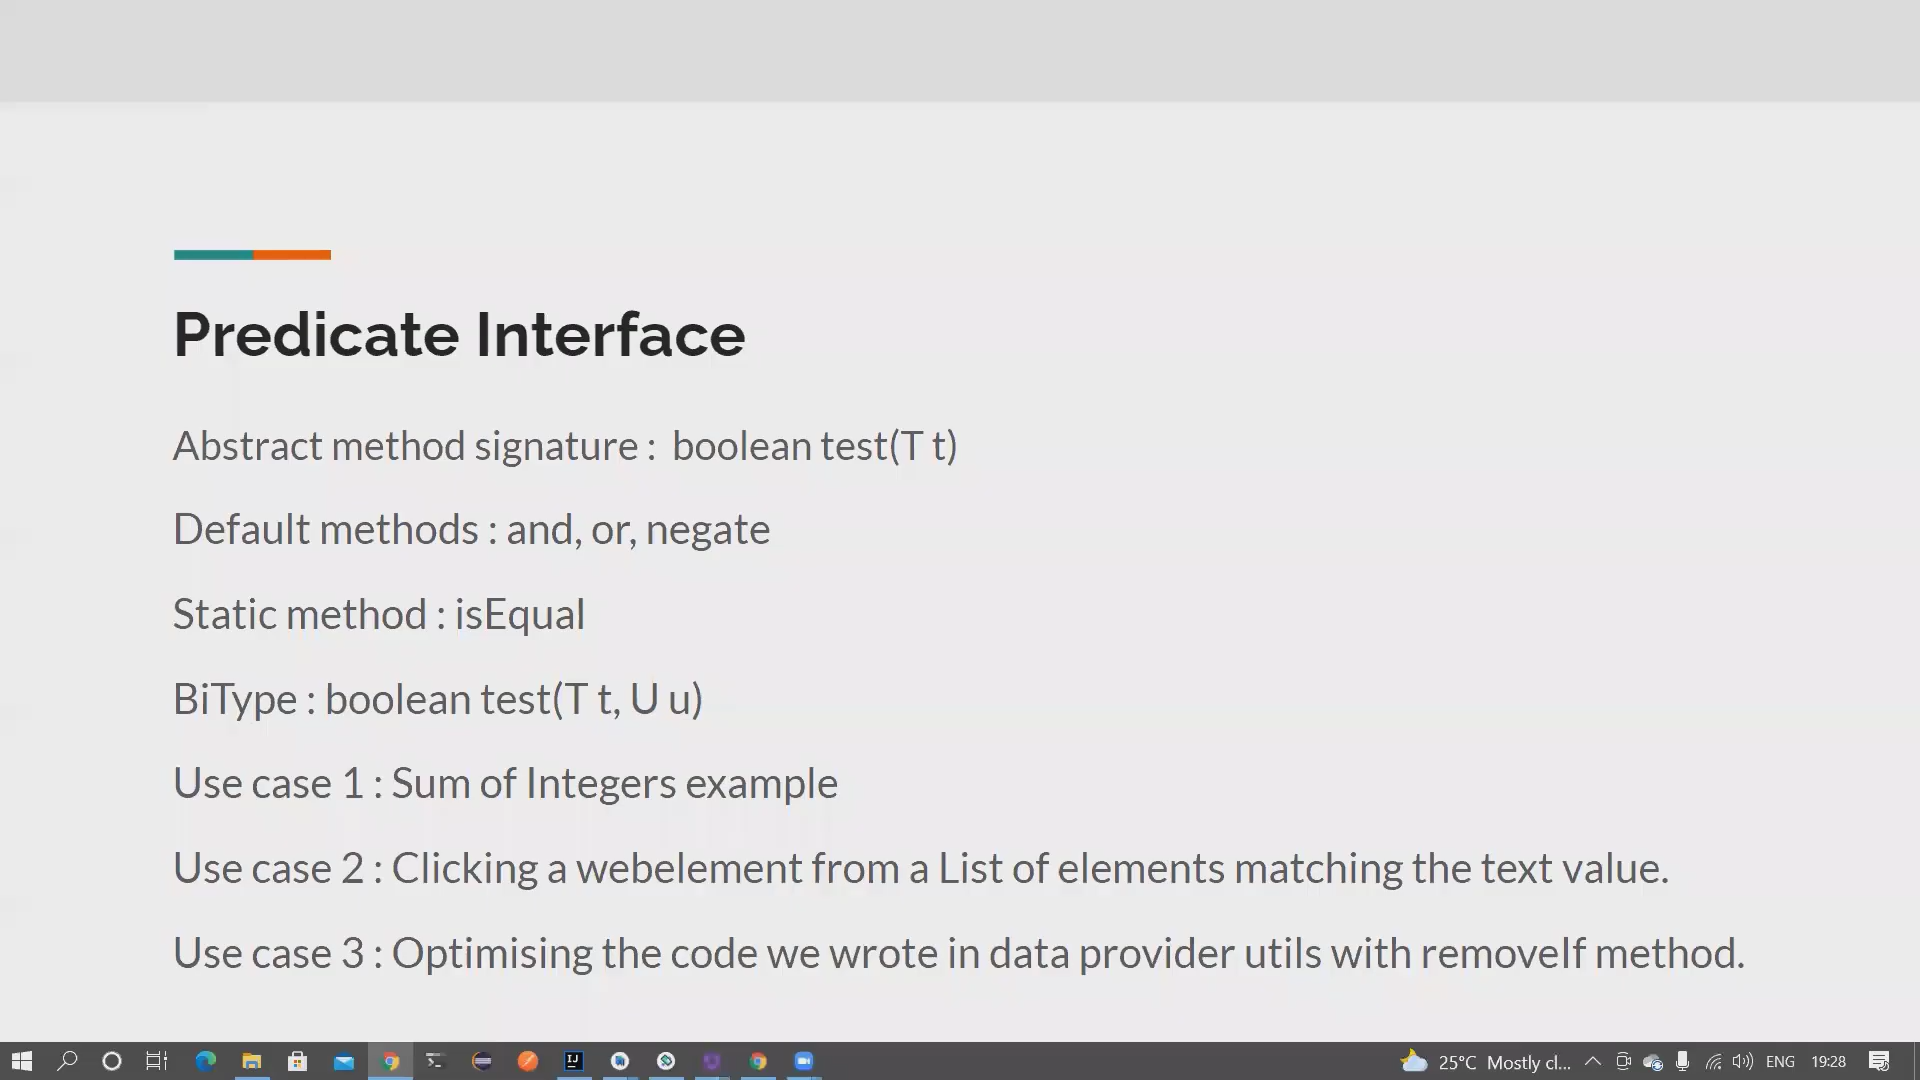 Predicate Interface
Abstract method signature : boolean test(T t)
Default methods : and, or, negate
Static method : isEqual
BiType : boolean test(T t, U u)
Use case 1 : Sum of Integers example
Use case 2 : Clicking a webelement from a List of elements matching the text value.
Use case 3 : Optimising the code we wrote in data provider utils with removeIf method.
IJ
25°C Mostly cl... ENG 19:28